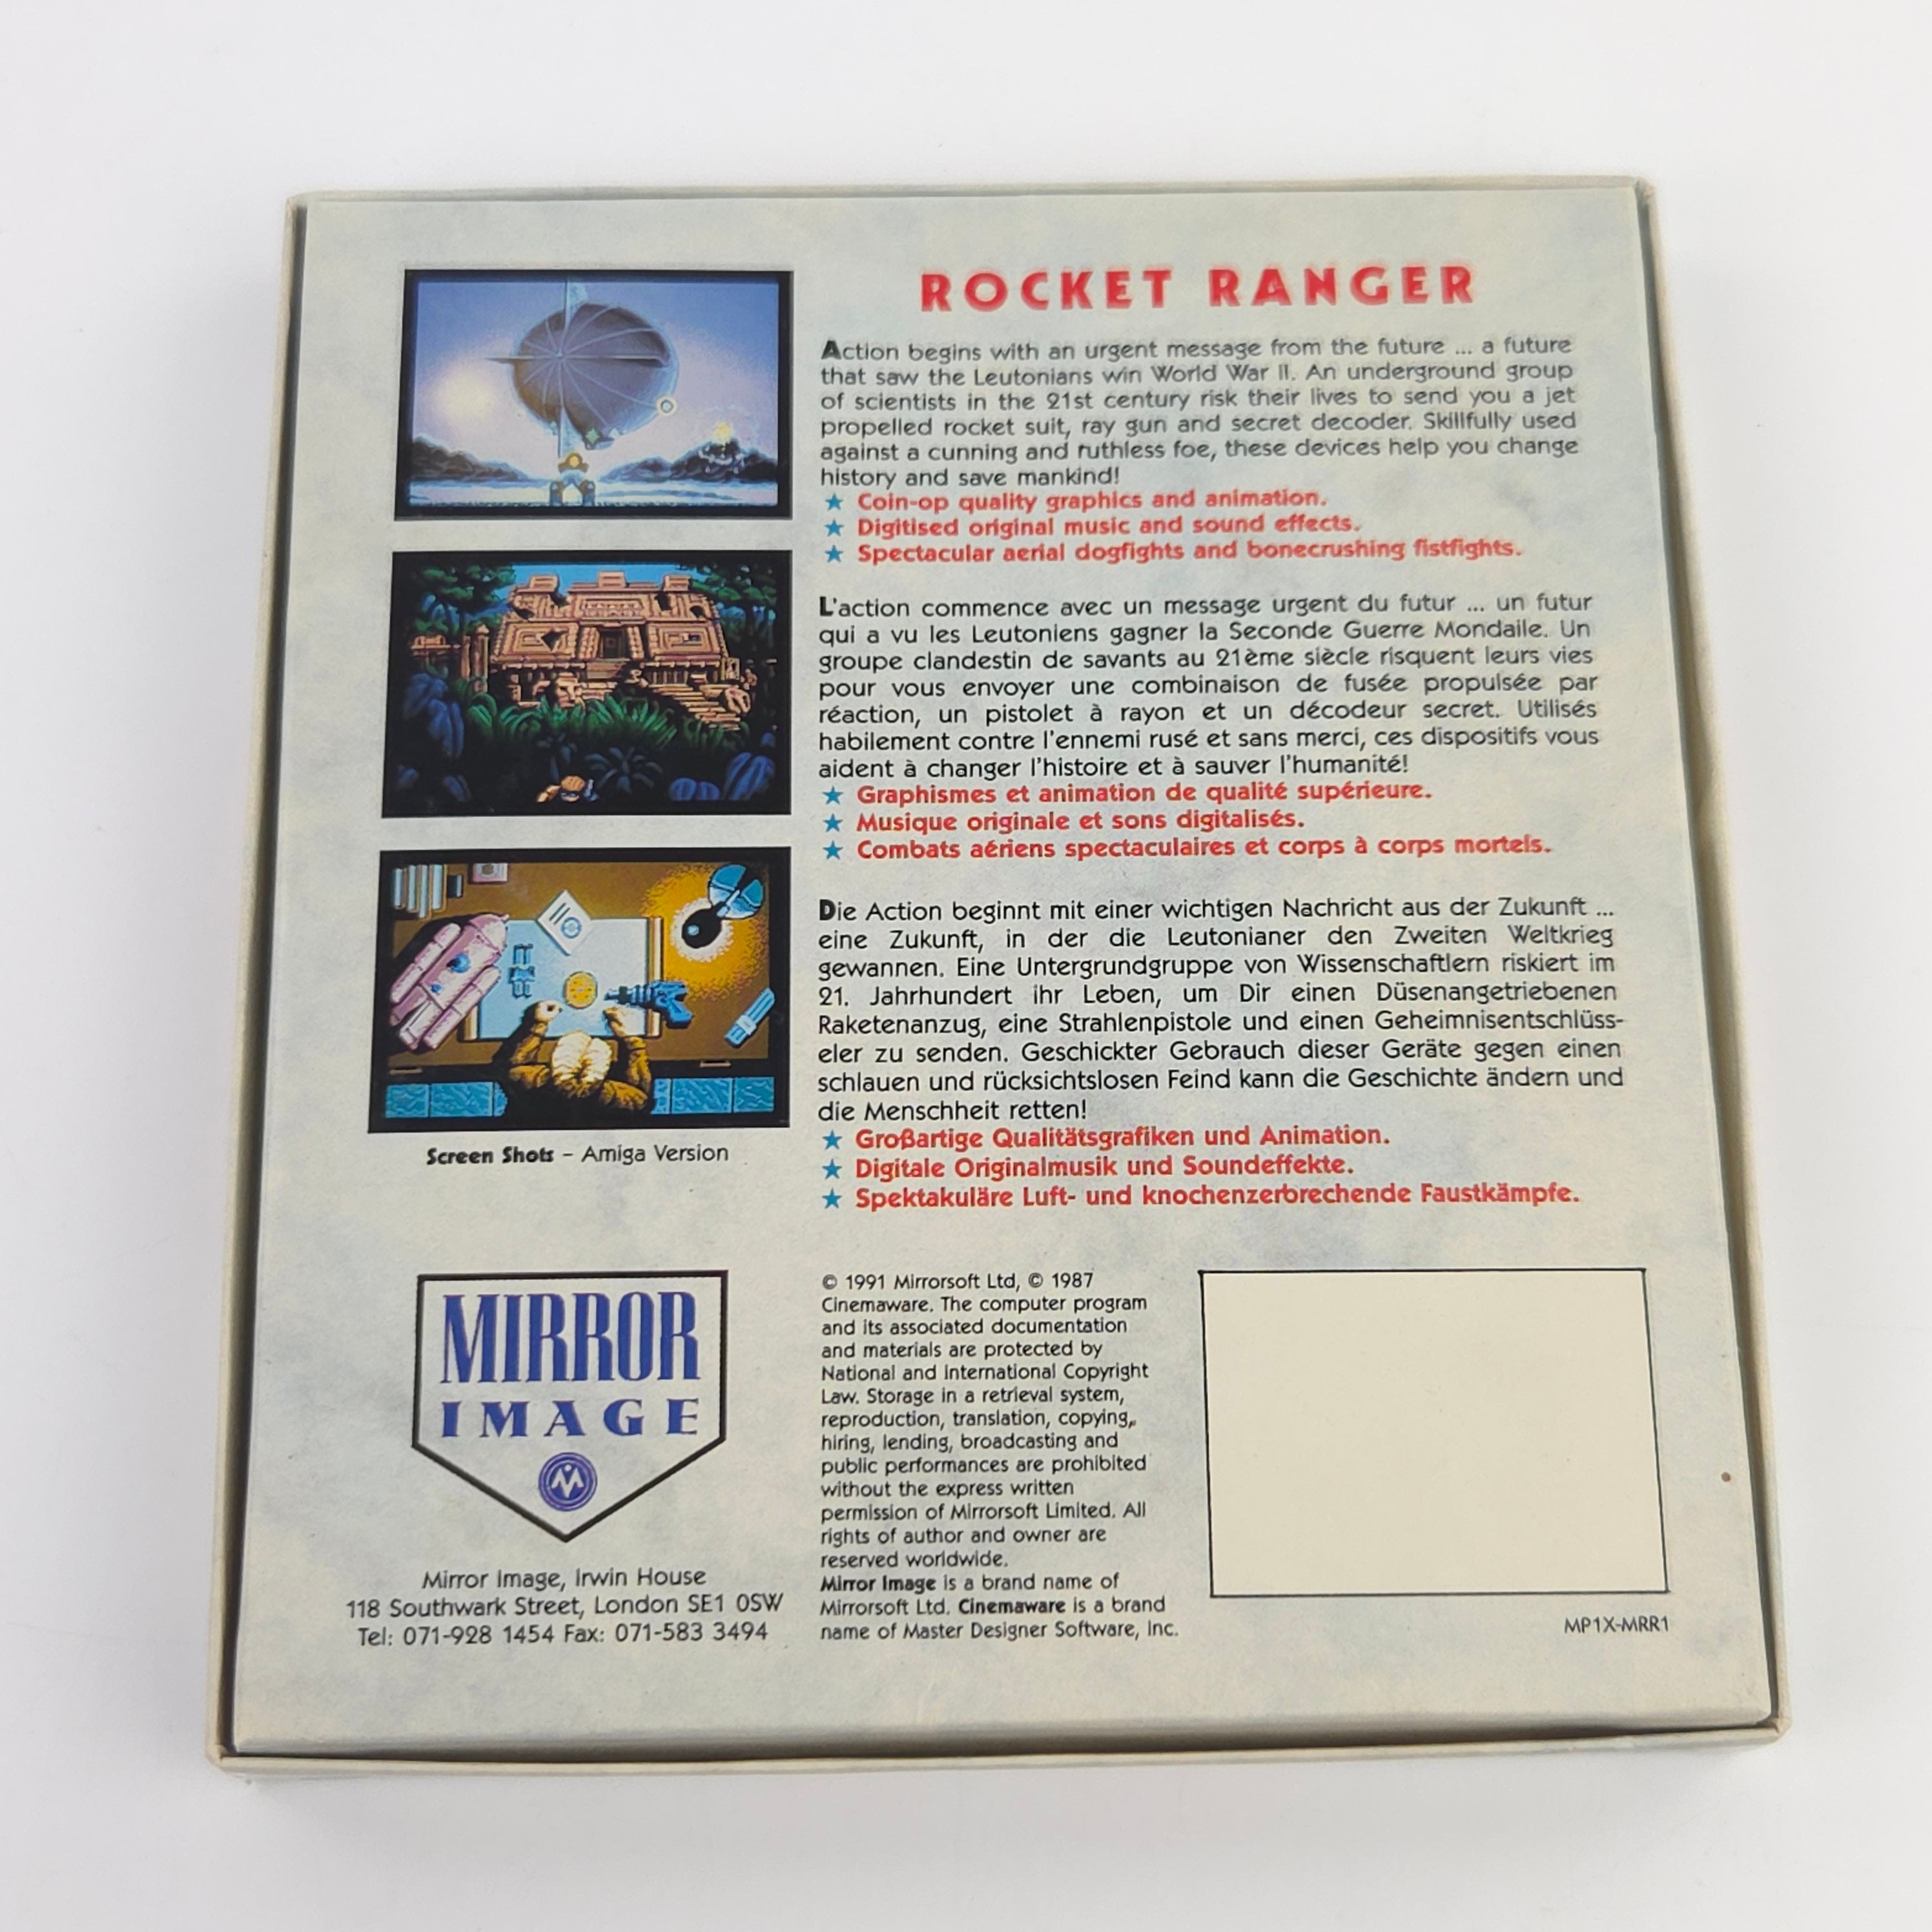 ROCKET RANGER
Action begins with an urgent message from the future ... a future
that saw the Leutonians win World War II. An underground group
of scientists in the 21st century risk their lives to send you a jet
propelled rocket suit, ray gun and secret decoder. Skillfully used
against a cunning and ruthless foe, these devices help you change
history and save mankind!
★ Coin-op quality graphics and animation.
★ Digitised original music and sound effects.
★ Spectacular aerial dogfights and bonecrushing fistfights.
L'action commence avec un message urgent du futur ... un futur
qui a vu les Leutoniens gagner la Seconde Guerre Mondaile. Un
groupe clandestin de savants au 21ème siècle risquent leurs vies
pour vous envoyer une combinaison de fusée propulsée par
réaction, un pistolet à rayon et un décodeur secret. Utilisés
habilement contre l'ennemi rusé et sans merci, ces dispositifs vous
aident à changer l'histoire et à sauver l'humanité!
★ Graphismes et animation de qualité supérieure.
★ Musique originale et sons digitalisés.
★ Combats aériens spectaculaires et corps à corps mortels.
Die Action beginnt mit einer wichtigen Nachricht aus der Zukunft ...
eine Zukunft, in der die Leutonianer den Zweiten Weltkrieg
gewannen. Eine Untergrundgruppe von Wissenschaftlern riskiert im
21. Jahrhundert ihr Leben, um Dir einen Düsenangetriebenen
Raketenanzug, eine Strahlenpistole und einen Geheimnisentschlüss-
eler zu senden. Geschickter Gebrauch dieser Geräte gegen einen
schlauen und rücksichtslosen Feind kann die Geschichte ändern und
die Menschheit retten!
★ Großartige Qualitätsgrafiken und Animation.
★ Digitale Originalmusik und Soundeffekte.
★ Spektakuläre Luft- und knochenzerbrechende Faustkämpfe.
Screen Shots – Amiga Version
MIRROR
IMAGE
M
Mirror Image, Irwin House
118 Southwark Street, London SE1 0SW
Tel: 071-928 1454 Fax: 071-583 3494
© 1991 Mirrorsoft Ltd, © 1987
Cinemaware. The computer program
and its associated documentation
and materials are protected by
National and International Copyright
Law. Storage in a retrieval system,
reproduction, translation, copying,
hiring, lending, broadcasting and
public performances are prohibited
without the express written
permission of Mirrorsoft Limited. All
rights of author and owner are
reserved worldwide.
Mirror Image is a brand name of
Mirrorsoft Ltd. Cinemaware is a brand
name of Master Designer Software, Inc.
MP1X-MRR1